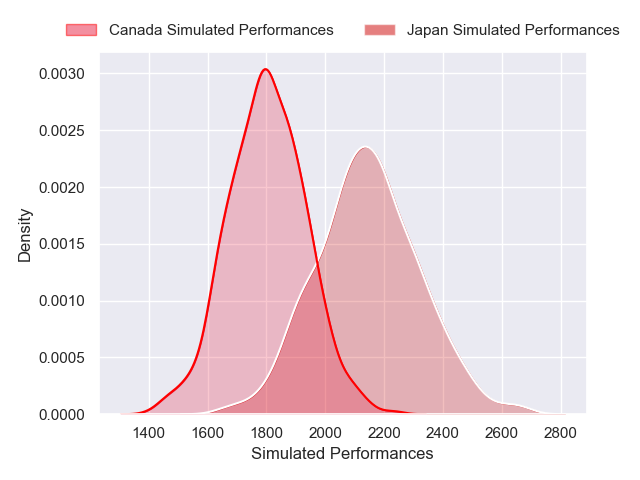 Canada Simulated Performances
Japan Simulated Performances
0.0030
0.0025
0.0020
0.0015
0.0010
0.0005
0.0000
Density
1400 1600 1800 2000 2200 2400 2600 2800
Simulated Performances